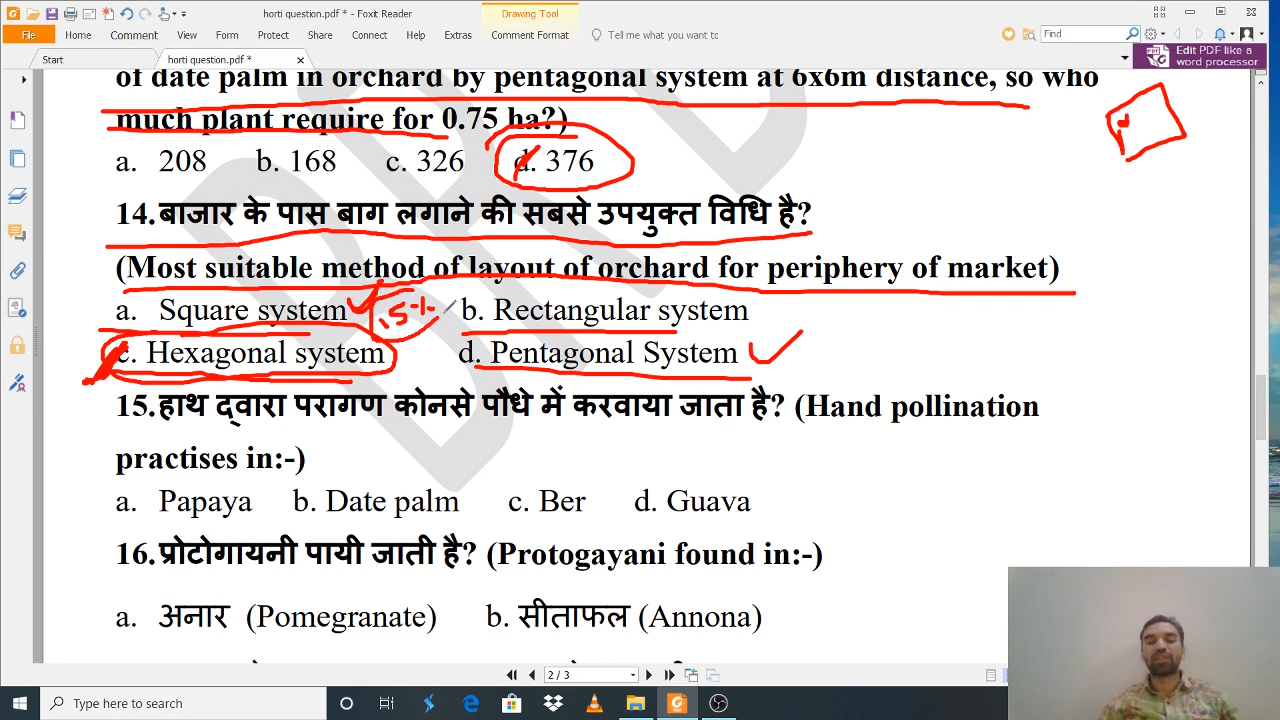 horti question.pdf * - Foxit Reader
Drawing Tool
File Home Comment View Form Protect Share Connect Help Extras Comment Format Tell me what you want to Find
Edit PDF like a
word processor
Start horti question.pdf *
of date palm in orchard by pentagonal system at 6x6m distance, so who
much plant require for 0.75 ha?)
a. 208 b. 168 c. 326 d. 376
14.बाजार के पास बाग लगाने की सबसे उपयुक्त विधि है?
(Most suitable method of layout of orchard for periphery of market)
a. Square system 15% b. Rectangular system
c. Hexagonal system d. Pentagonal System
15.हाथ द्वारा परागण कोनसे पौधे में करवाया जाता है? (Hand pollination
practises in:-)
a. Papaya b. Date palm c. Ber d. Guava
16.प्रोटोगायनी पायी जाती है? (Protogayani found in:-)
a. अनार (Pomegranate) b. सीताफल (Annona)
2 / 3
Type here to search